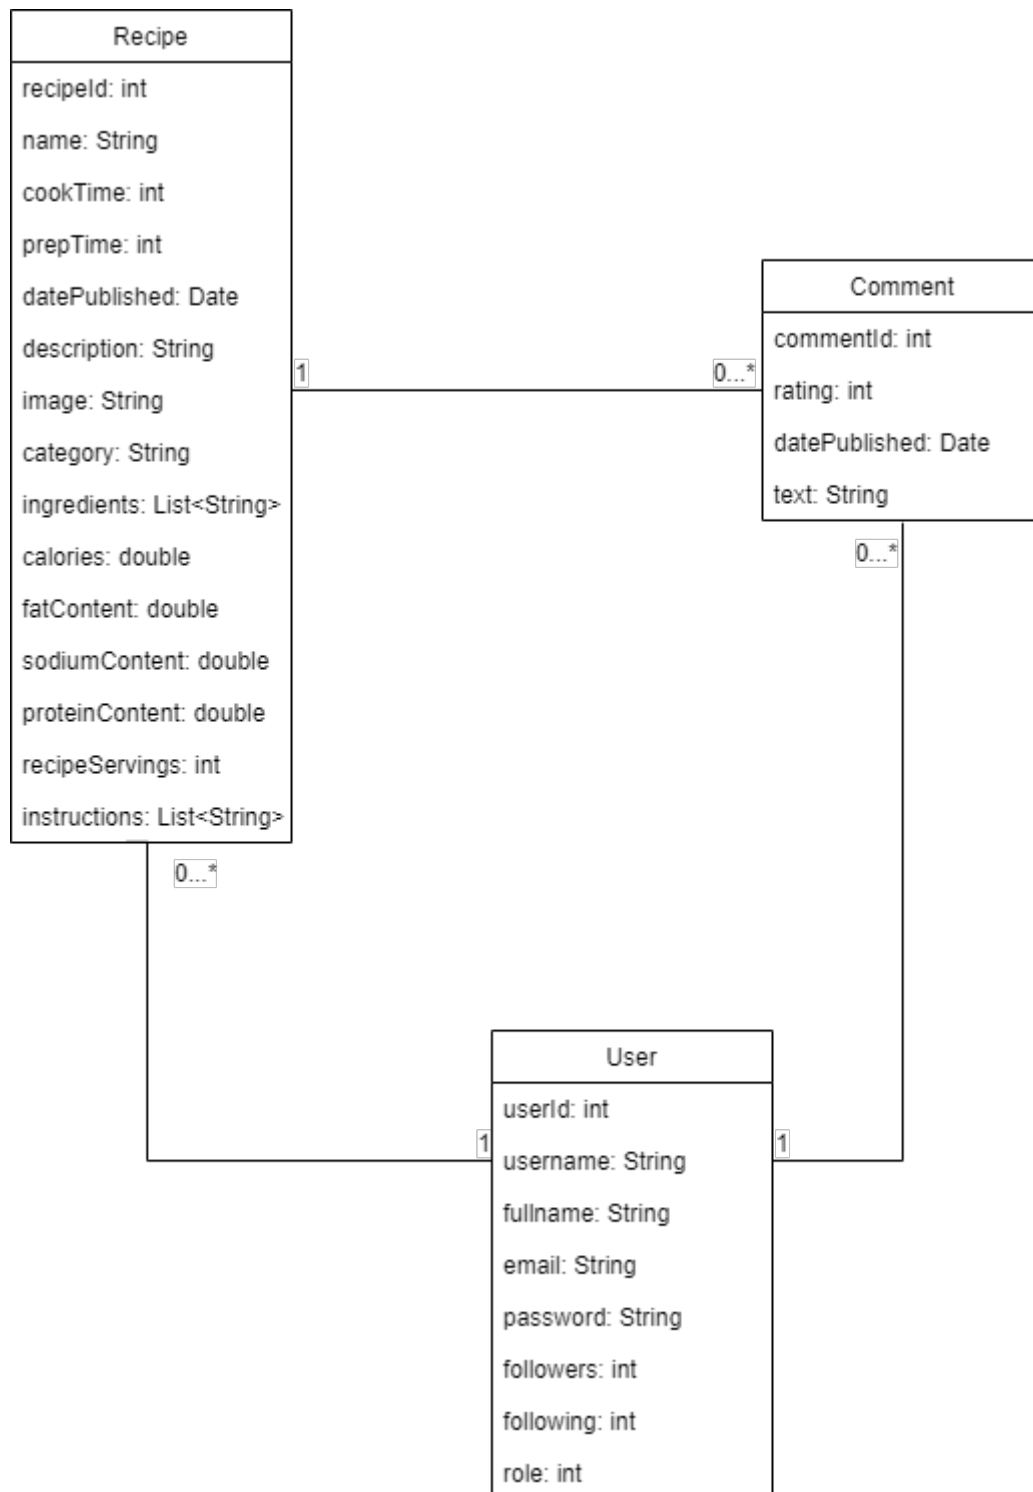 Recipe
recipeId: int
name: String
cookTime: int
prepTime: int
datePublished: Date
description: String
image: String
category: String
ingredients: List<String>
calories: double
fatContent: double
sodiumContent: double
proteinContent: double
recipeServings: int
instructions: List<String>
1
0...*
Comment
commentId: int
rating: int
datePublished: Date
text: String
0...*
0...*
User
userId: int
username: String
fullname: String
email: String
password: String
followers: int
following: int
role: int
1
1